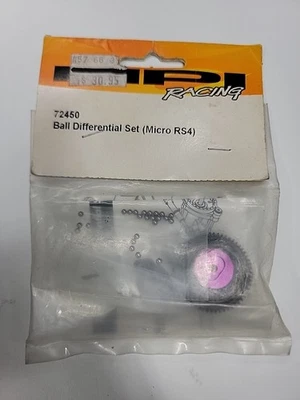 HPI
RACING
72450
Ball Differential Set (Micro RS4)